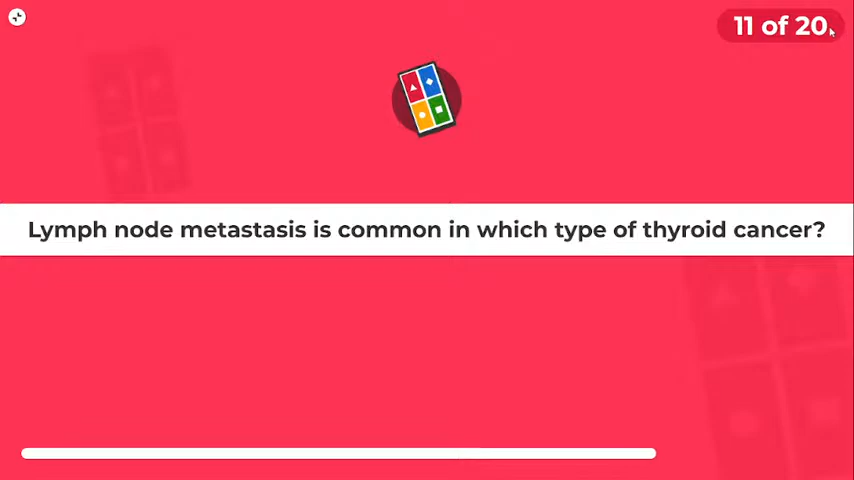 11 of 20
Lymph node metastasis is common in which type of thyroid cancer?